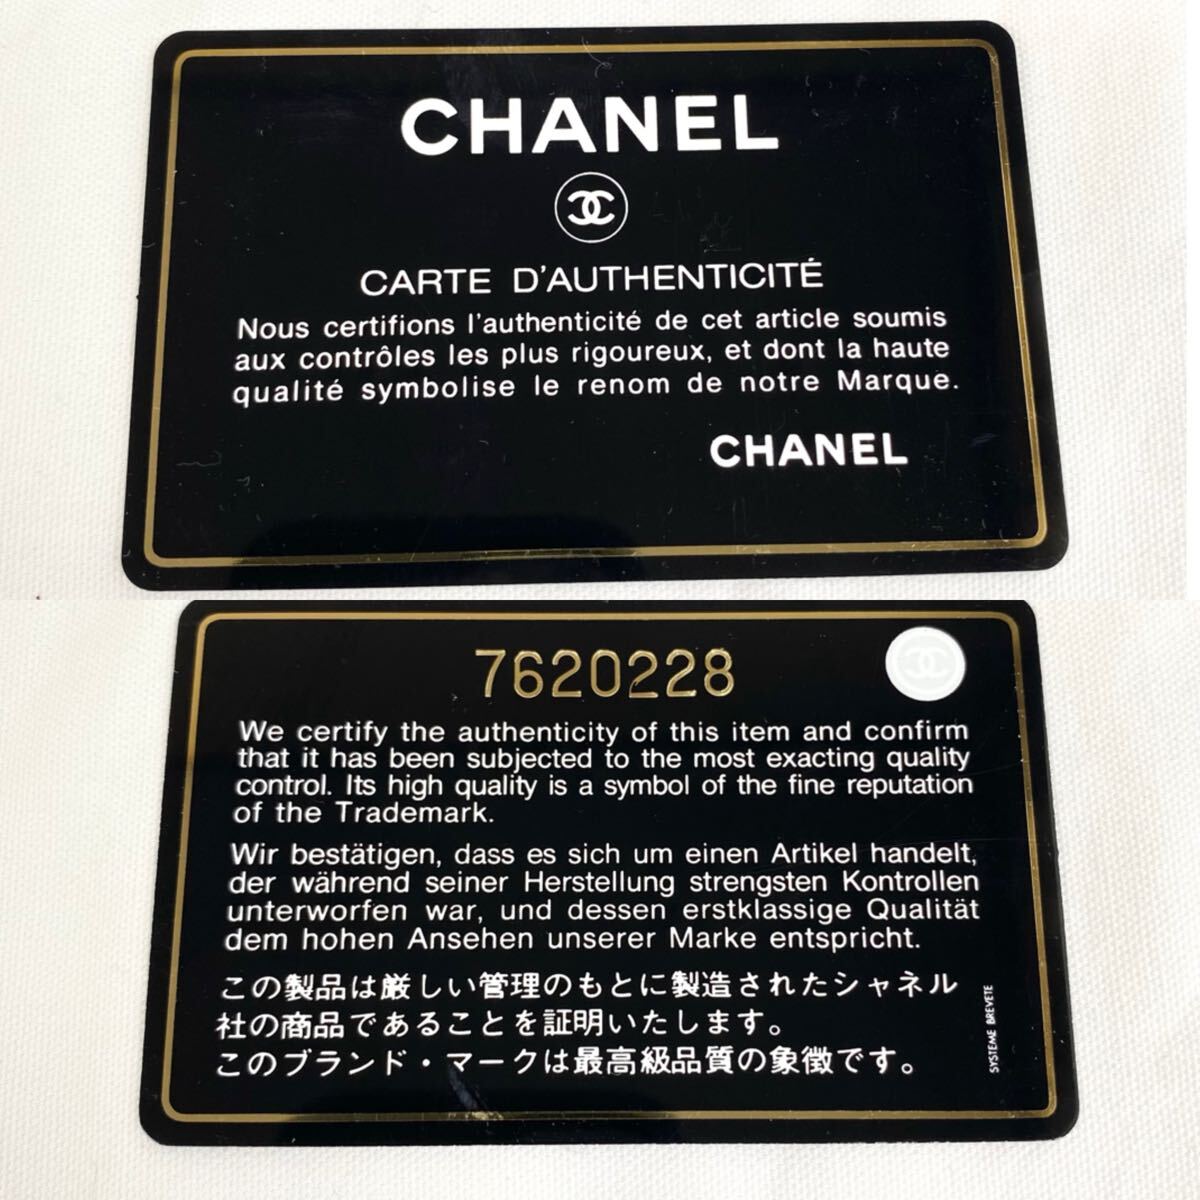 CHANEL
CARTE D'AUTHENTICITÉ
Nous certifions l'authenticité de cet article soumis
aux contrôles les plus rigoureux, et dont la haute
qualité symbolise le renom de notre Marque.
CHANEL
7620228
We certify the authenticity of this item and confirm
that it has been subjected to the most exacting quality
control. Its high quality is a symbol of the fine reputation
of the Trademark.
Wir bestätigen, dass es sich um einen Artikel handelt,
der während seiner Herstellung strengsten Kontrollen
unterworfen war, und dessen erstklassige Qualität
dem hohen Ansehen unserer Marke entspricht.
この製品は厳しい管理のもとに製造されたシャネル
社の商品であることを証明いたします。
このブランド・マークは最高級品質の象徴です。
SYSTEME BREVETE